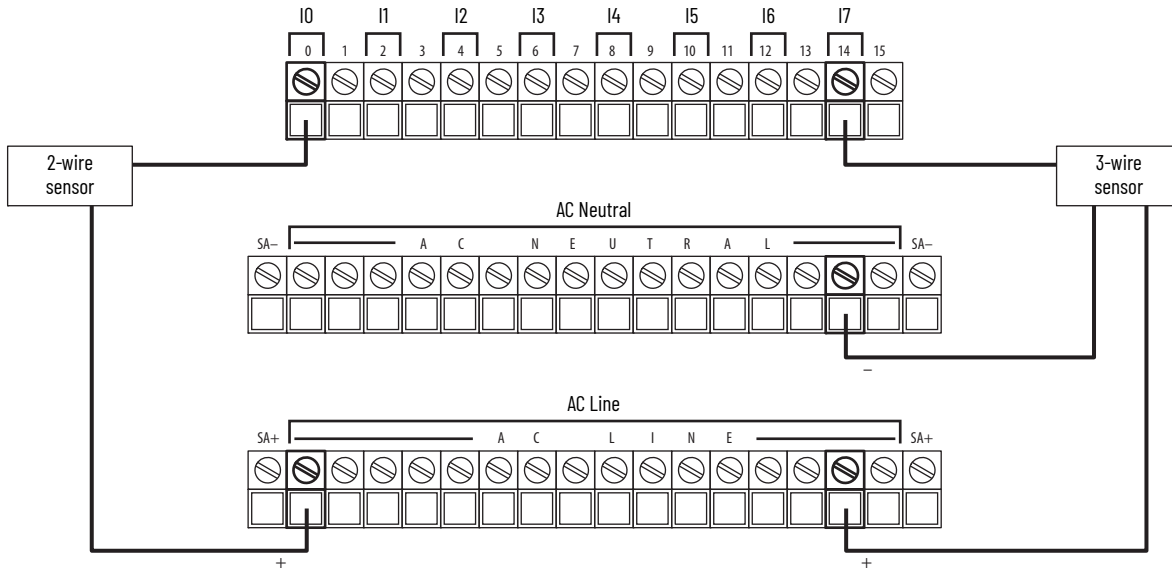 I0 I1 I2 I3 I4 I5 I6 I7
0 1 2 3 4 5 6 7 8 9 10 11 12 13 14 15
2-wire
sensor
3-wire
sensor
AC Neutral
SA– A C N E U T R A L SA–
–
AC Line
SA+ A C L I N E SA+
+ +